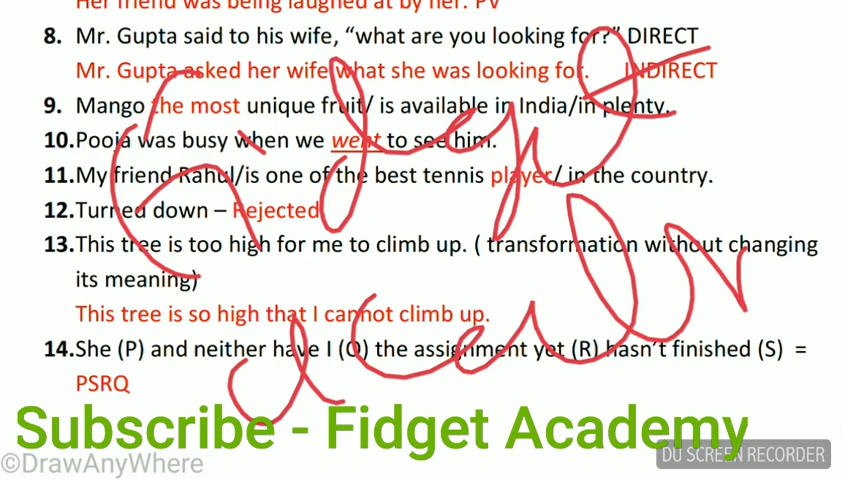 Her friend was being laughed at by her. PV
8. Mr. Gupta said to his wife, “what are you looking for?” DIRECT
Mr. Gupta asked her wife what she was looking for. INDIRECT
9. Mango the most unique fruit/ is available in India/in plenty.
10. Pooja was busy when we went to see him.
11. My friend Rahul/is one of the best tennis player/ in the country.
12. Turned down – Rejected
13. This tree is too high for me to climb up. ( transformation without changing
its meaning)
This tree is so high that I cannot climb up.
14. She (P) and neither have I (Q) the assignment yet (R) hasn’t finished (S) =
PSRQ
Subscribe - Fidget Academy
©DrawAnyWhere
DU SCREEN RECORDER